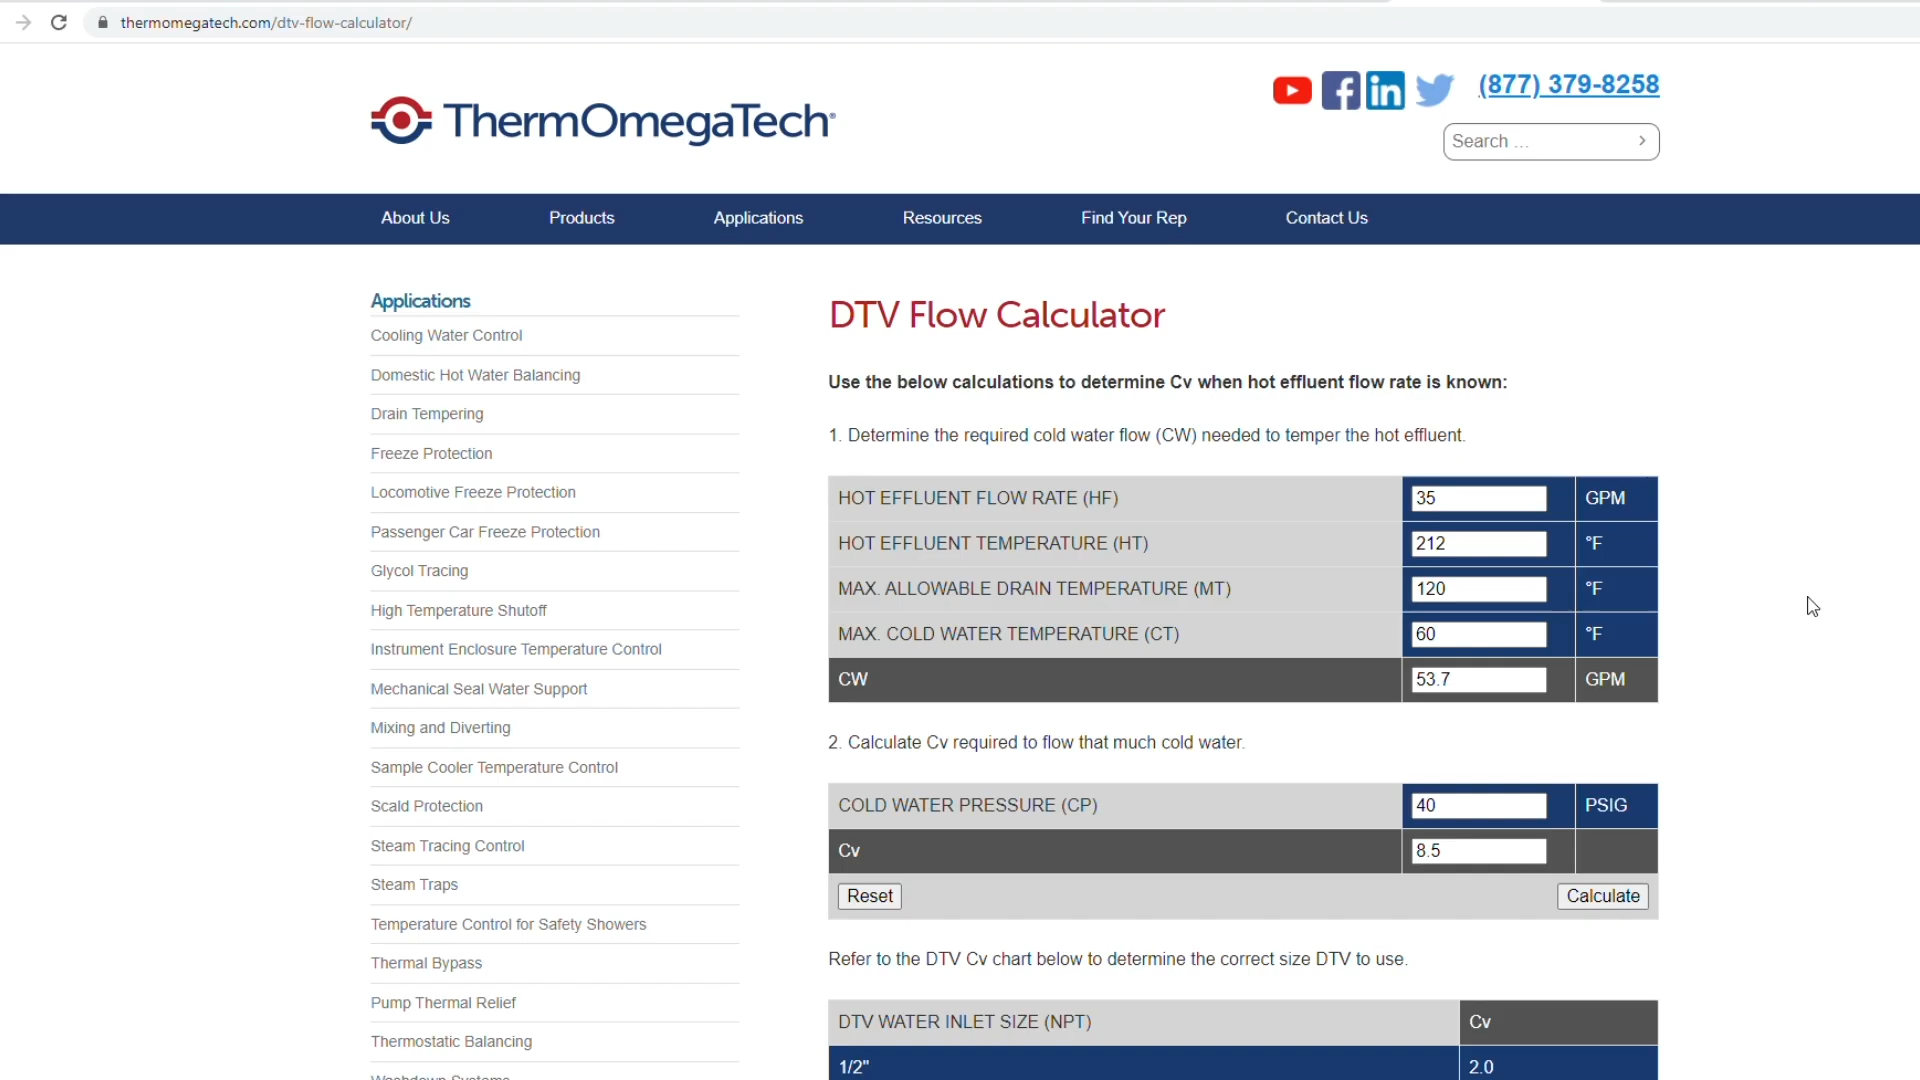 thermomegatech.com/dtv-flow-calculator/
(877) 379-8258
ThermOmegaTech®
Search ...
About Us Products Applications Resources Find Your Rep Contact Us
Applications
Cooling Water Control
Domestic Hot Water Balancing
Drain Tempering
Freeze Protection
Locomotive Freeze Protection
Passenger Car Freeze Protection
Glycol Tracing
High Temperature Shutoff
Instrument Enclosure Temperature Control
Mechanical Seal Water Support
Mixing and Diverting
Sample Cooler Temperature Control
Scald Protection
Steam Tracing Control
Steam Traps
Temperature Control for Safety Showers
Thermal Bypass
Pump Thermal Relief
Thermostatic Balancing
Washdown Systems
DTV Flow Calculator
Use the below calculations to determine Cv when hot effluent flow rate is known:
1. Determine the required cold water flow (CW) needed to temper the hot effluent.
HOT EFFLUENT FLOW RATE (HF) 35 GPM
HOT EFFLUENT TEMPERATURE (HT) 212 °F
MAX. ALLOWABLE DRAIN TEMPERATURE (MT) 120 °F
MAX. COLD WATER TEMPERATURE (CT) 60 °F
CW 53.7 GPM
2. Calculate Cv required to flow that much cold water.
COLD WATER PRESSURE (CP) 40 PSIG
Cv 8.5
Reset Calculate
Refer to the DTV Cv chart below to determine the correct size DTV to use.
DTV WATER INLET SIZE (NPT) Cv
1/2" 2.0